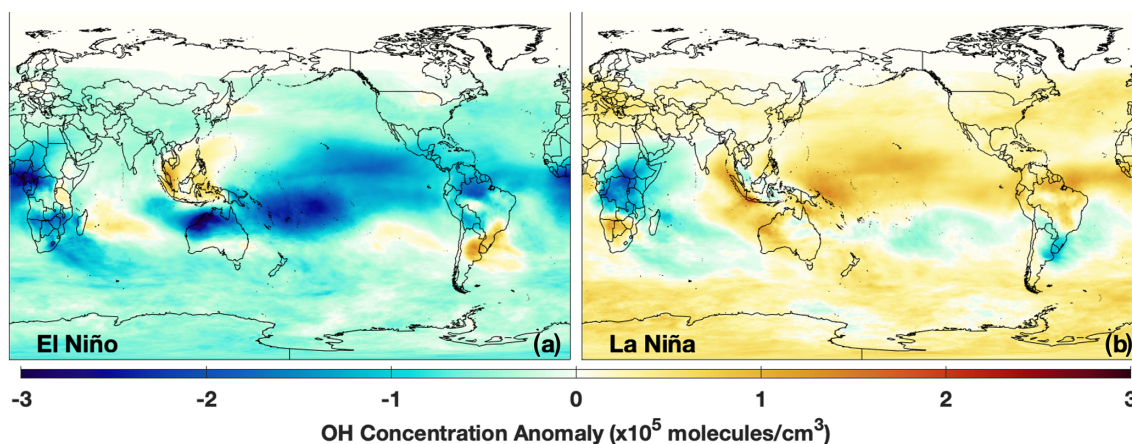 El Niño (a) La Niña (b)
-3 -2 -1 0 1 2 3
OH Concentration Anomaly (x10⁵ molecules/cm³)